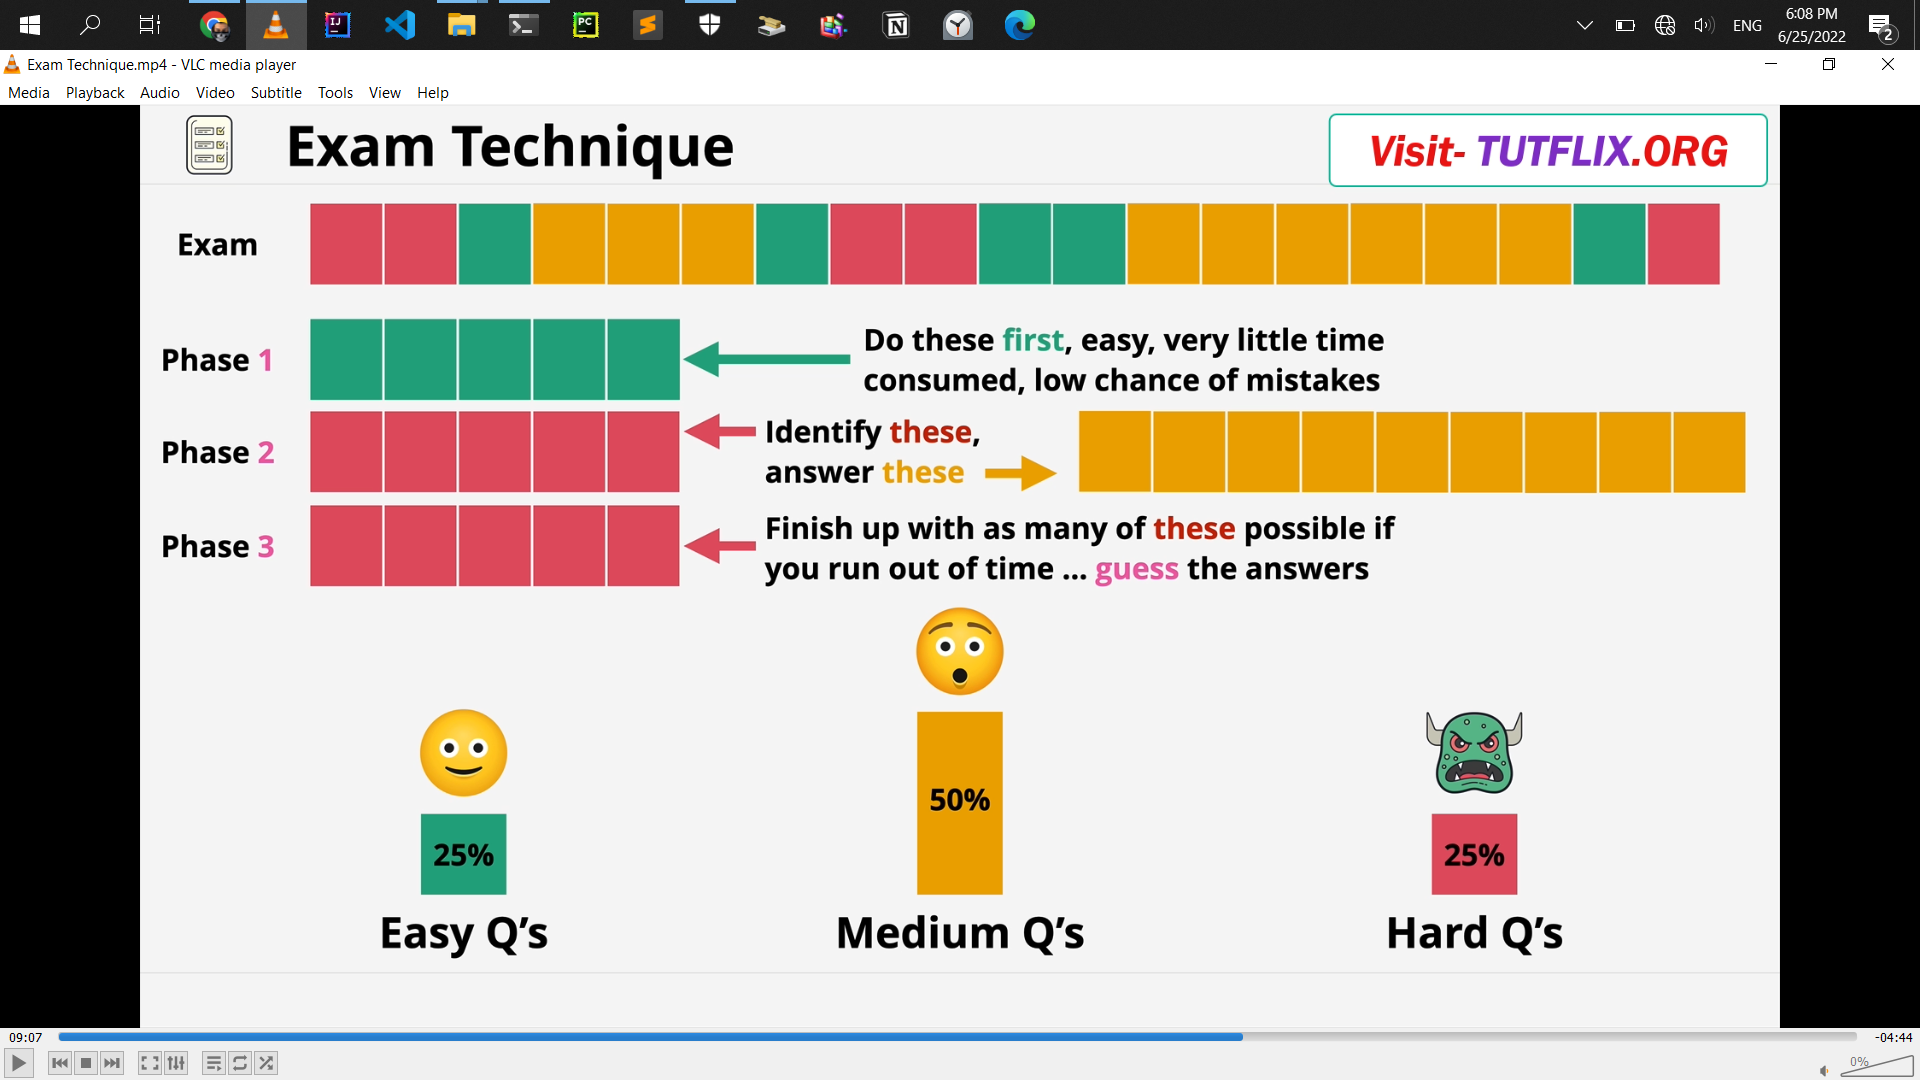 ENG
6:08 PM
6/25/2022
2
IJ
PC
Exam Technique.mp4 - VLC media player
Media Playback Audio Video Subtitle Tools View Help
Exam Technique
Visit- TUTFLIX.ORG
Exam
Phase 1
Do these first, easy, very little time
consumed, low chance of mistakes
Phase 2
Identify these,
answer these
Phase 3
Finish up with as many of these possible if
you run out of time ... guess the answers
25%
50%
25%
Easy Q's
Medium Q's
Hard Q's
09:07
-04:44
0%